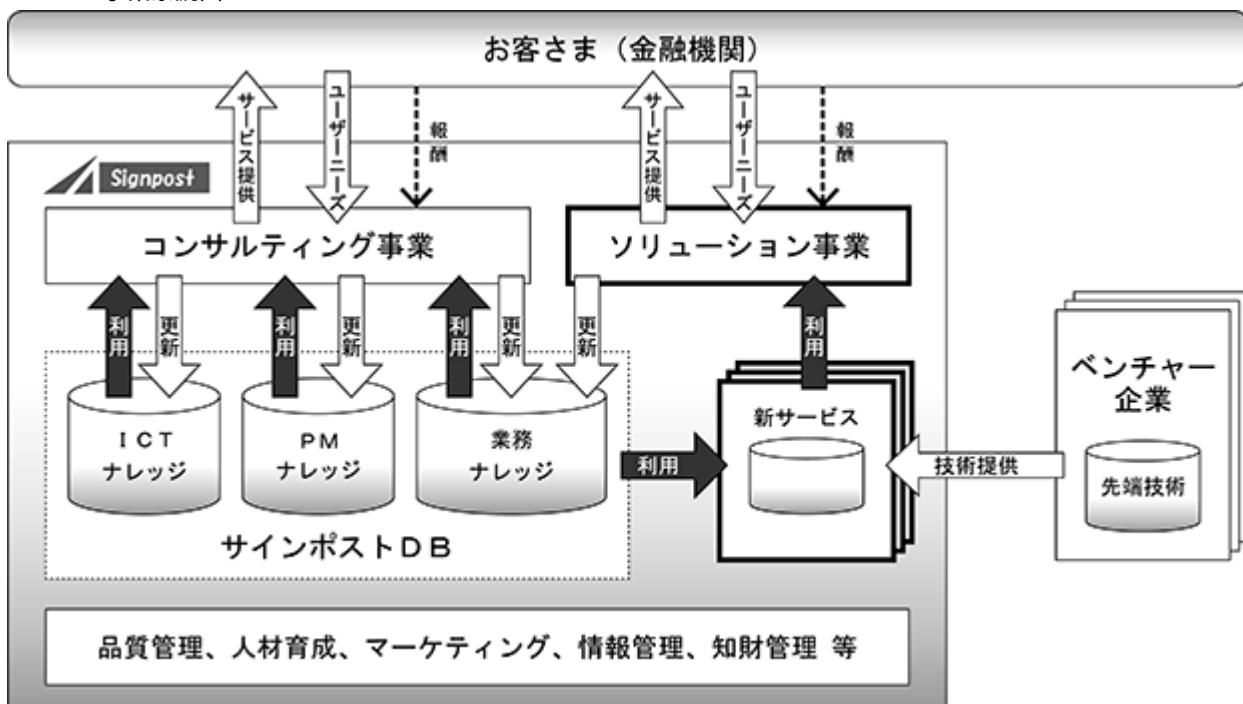 お客さま（金融機関）
サービス提供
ユーザーニーズ
報酬
サービス提供
ユーザーニーズ
報酬
Signpost
コンサルティング事業
ソリューション事業
利用
更新
利用
更新
利用
更新
更新
利用
ICT
ナレッジ
PM
ナレッジ
業務
ナレッジ
サインポストDB
利用
新サービス
技術提供
ベンチャー
企業
先端技術
品質管理、人材育成、マーケティング、情報管理、知財管理 等